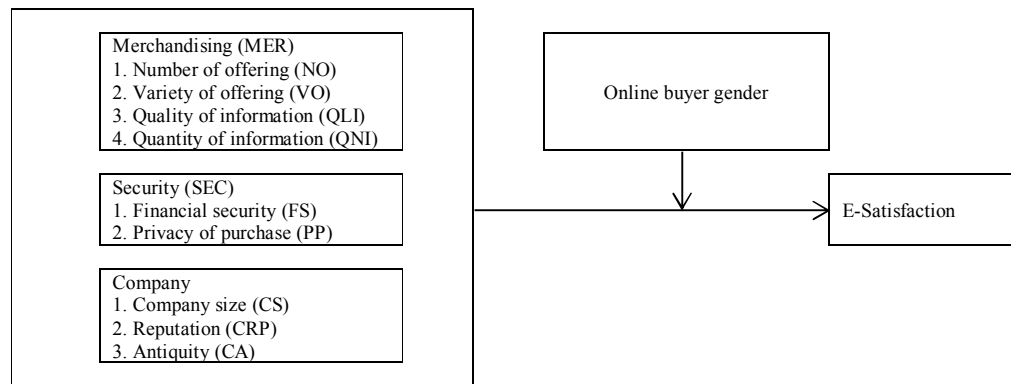 Merchandising (MER)
1. Number of offering (NO)
2. Variety of offering (VO)
3. Quality of information (QLI)
4. Quantity of information (QNI)
Security (SEC)
1. Financial security (FS)
2. Privacy of purchase (PP)
Company
1. Company size (CS)
2. Reputation (CRP)
3. Antiquity (CA)
Online buyer gender
E-Satisfaction